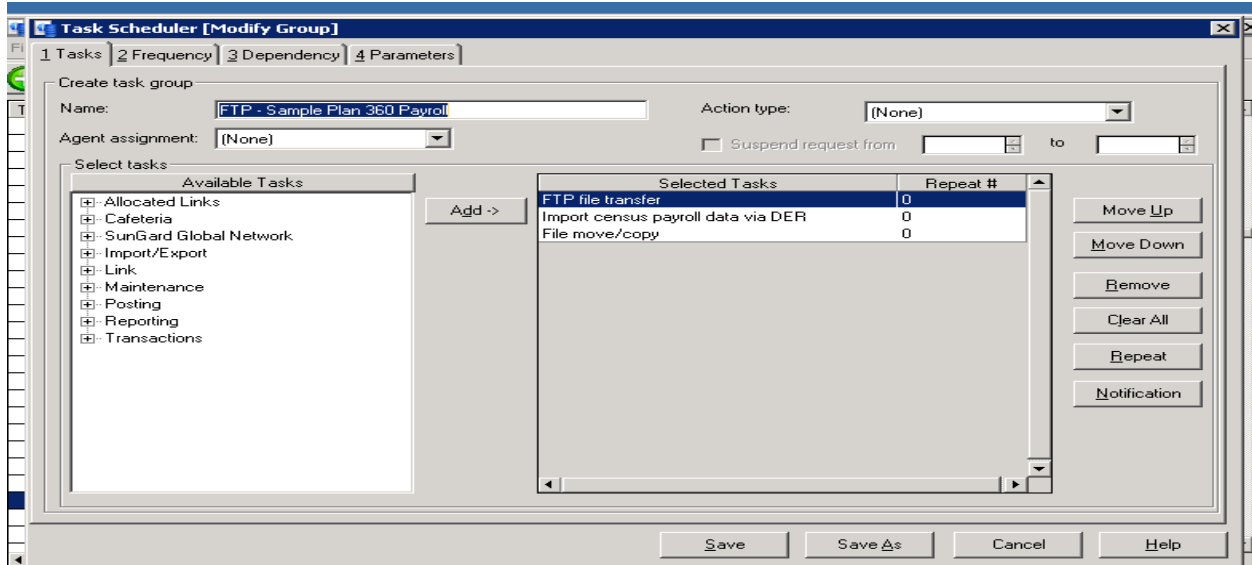 Task Scheduler [Modify Group]
Fi
1 Tasks 2 Frequency 3 Dependency 4 Parameters
Create task group
T
Name: FTP - Sample Plan 360 Payroll Action type: (None)
Agent assignment: (None) Suspend request from to
Select tasks
Available Tasks
Allocated Links
Cafeteria
SunGard Global Network
Import/Export
Link
Maintenance
Posting
Reporting
Transactions
Add ->
Selected Tasks Repeat #
FTP file transfer 0
Import census payroll data via DER 0
File move/copy 0
Move Up
Move Down
Remove
Clear All
Repeat
Notification
Save Save As Cancel Help